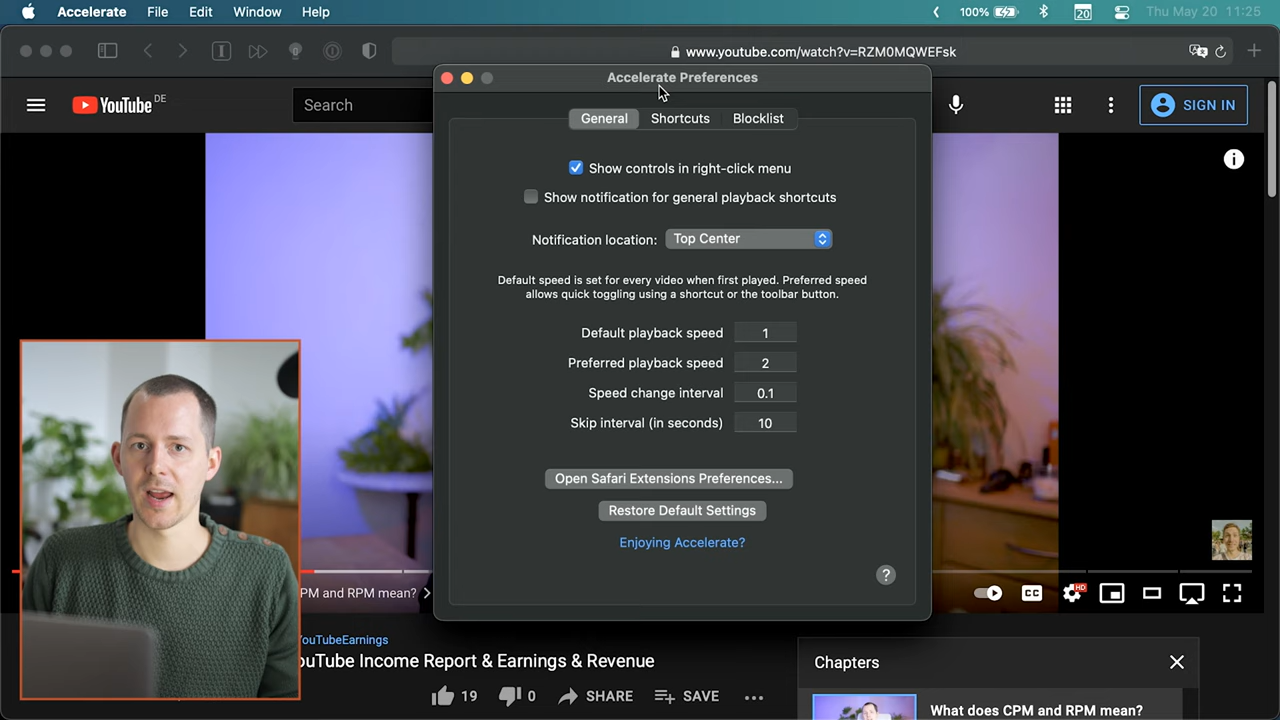 Accelerate File Edit Window Help
100% 20 Thu May 20 11:25
www.youtube.com/watch?v=RZM0MQWEFsk
Accelerate Preferences
YouTube DE
Search
SIGN IN
General Shortcuts Blocklist
Show controls in right-click menu
Show notification for general playback shortcuts
Notification location: Top Center
Default speed is set for every video when first played. Preferred speed
allows quick toggling using a shortcut or the toolbar button.
Default playback speed 1
Preferred playback speed 2
Speed change interval 0.1
Skip interval (in seconds) 10
Open Safari Extensions Preferences...
Restore Default Settings
Enjoying Accelerate?
?
PM and RPM mean?
CC HD
ouTubeEarnings
ouTube Income Report & Earnings & Revenue
Chapters
19 0 SHARE SAVE
What does CPM and RPM mean?